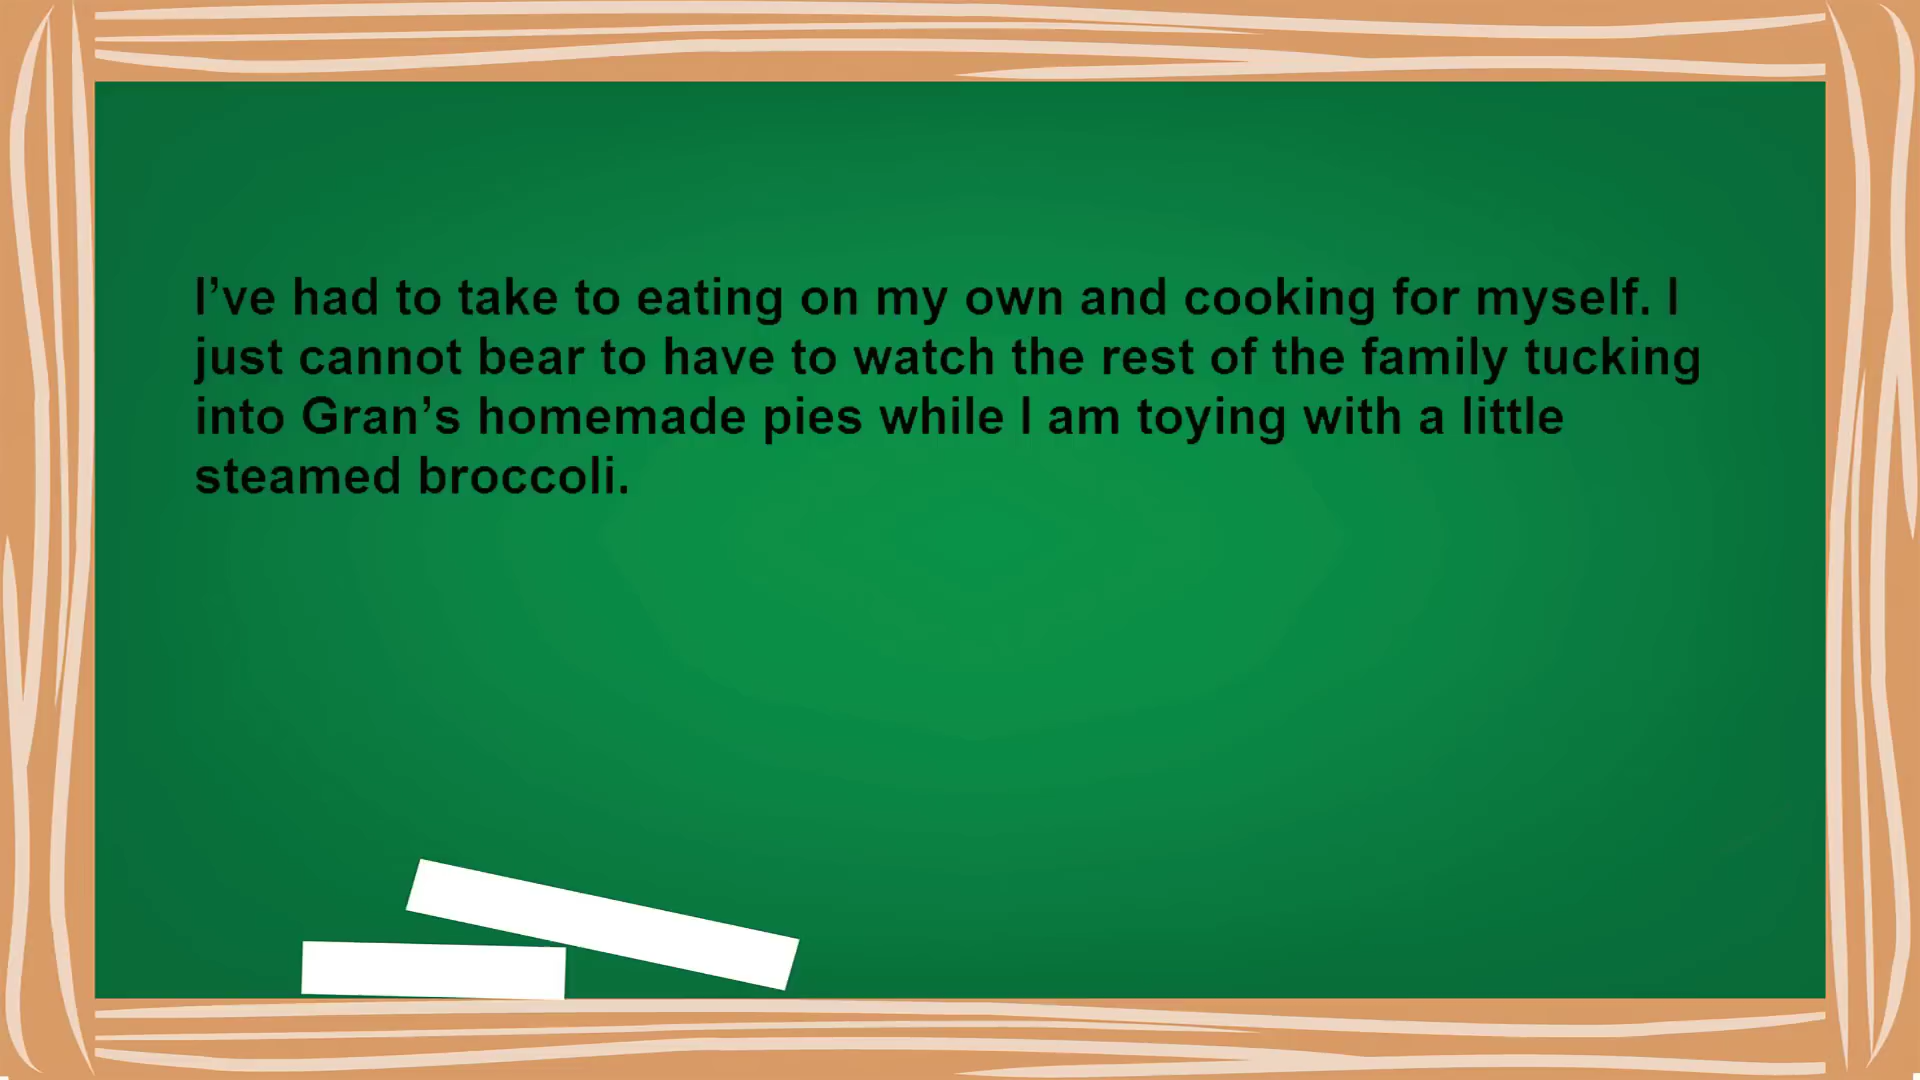 I’ve had to take to eating on my own and cooking for myself. I
just cannot bear to have to watch the rest of the family tucking
into Gran’s homemade pies while I am toying with a little
steamed broccoli.